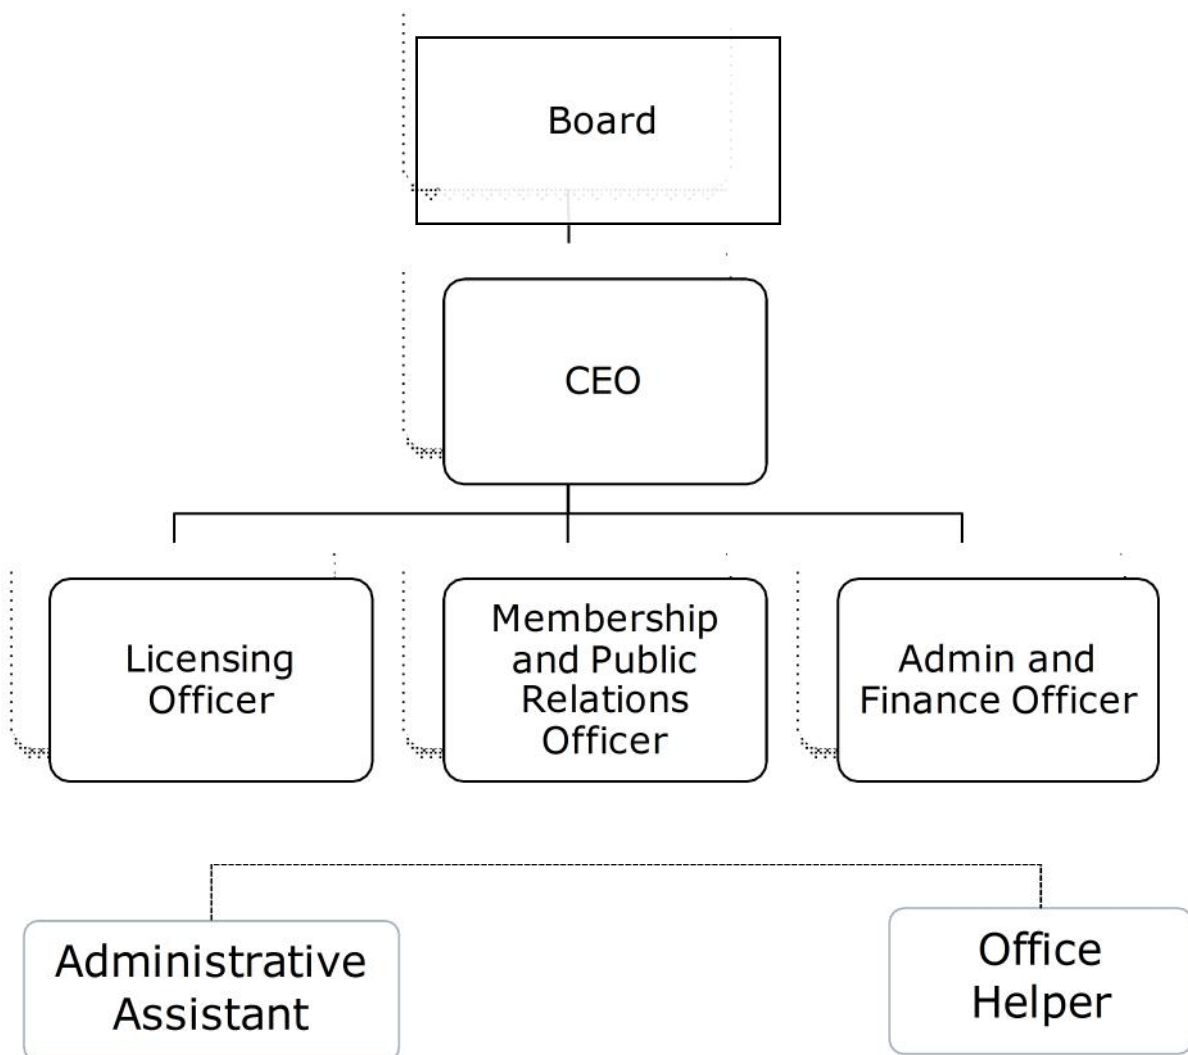 Board
CEO
Licensing
Officer
Membership
and Public
Relations
Officer
Admin and
Finance Officer
Administrative
Assistant
Office
Helper